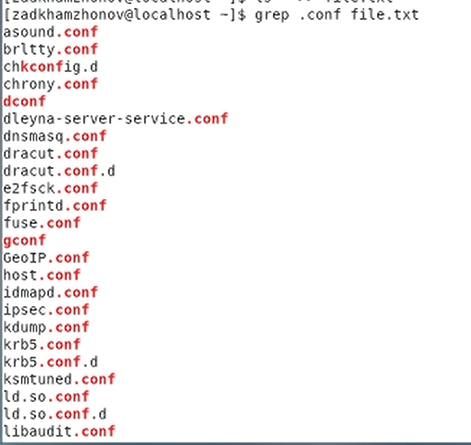 [zadkhamzhonov@localhost ~]$ grep .conf file.txt
asound.conf
brltty.conf
chkconfig.d
chrony.conf
dconf
dleyna-server-service.conf
dnsmasq.conf
dracut.conf
dracut.conf.d
e2fsck.conf
fprintd.conf
fuse.conf
gconf
GeoIP.conf
host.conf
idmapd.conf
ipsec.conf
kdump.conf
krb5.conf
krb5.conf.d
ksmtuned.conf
ld.so.conf
ld.so.conf.d
libaudit.conf